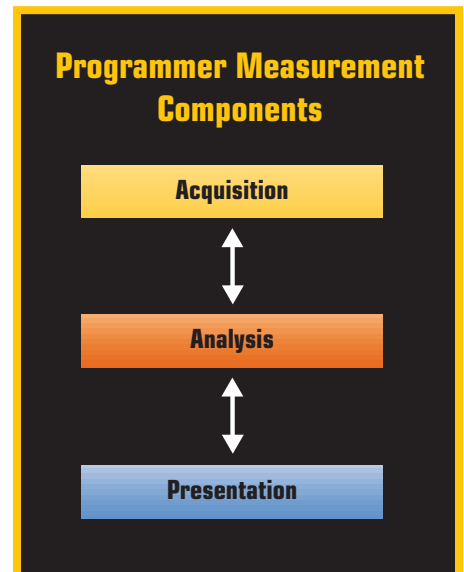 Programmer Measurement
Components
Acquisition
Analysis
Presentation